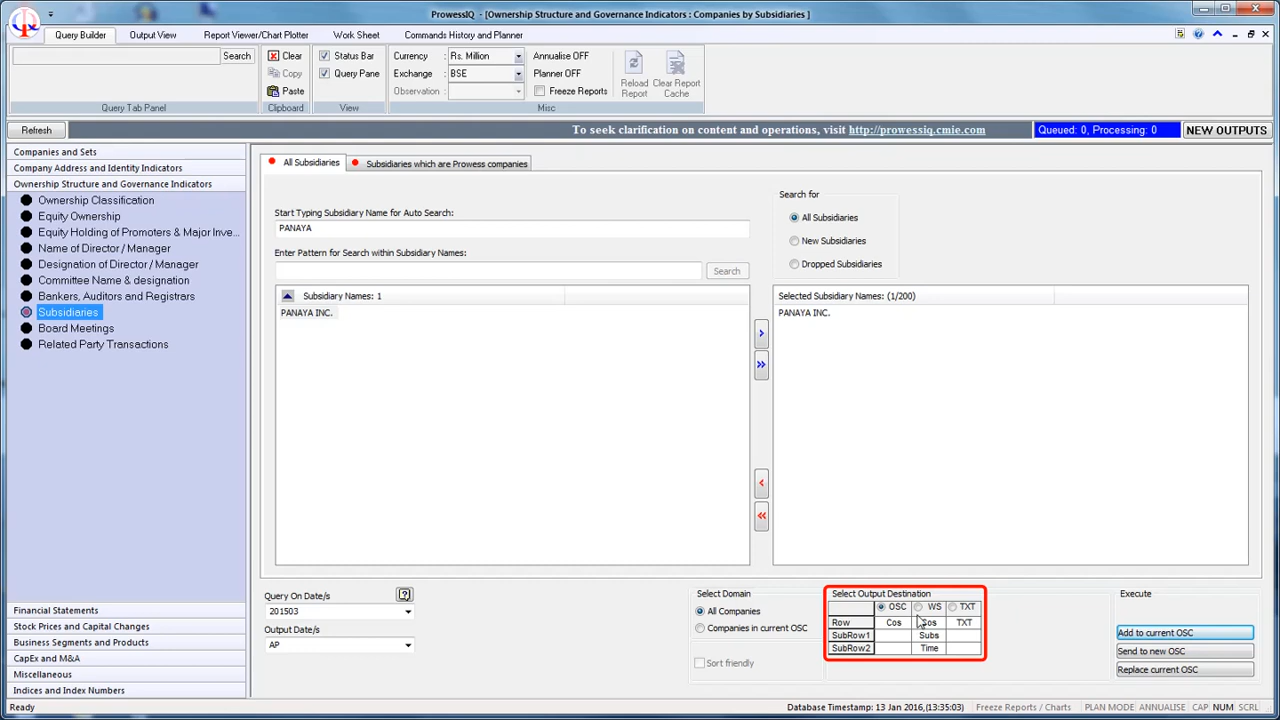 ProwessIQ - [Ownership Structure and Governance Indicators : Companies by Subsidiaries ]
Query Builder Output View Report Viewer/Chart Plotter Work Sheet Commands History and Planner
Search Clear Status Bar Currency Rs. Million Annualise OFF
Copy Query Pane Exchange BSE Planner OFF
Paste Observation Freeze Reports Reload Report Clear Report Cache
Query Tab Panel Clipboard View Misc
Refresh To seek clarification on content and operations, visit http://prowessiq.cmie.com Queued: 0, Processing: 0 NEW OUTPUTS
Companies and Sets
Company Address and Identity Indicators
Ownership Structure and Governance Indicators
Ownership Classification
Equity Ownership
Equity Holding of Promoters & Major Inve...
Name of Director / Manager
Designation of Director / Manager
Committee Name & designation
Bankers, Auditors and Registrars
Subsidiaries
Board Meetings
Related Party Transactions
Financial Statements
Stock Prices and Capital Changes
Business Segments and Products
CapEx and M&A
Miscellaneous
Indices and Index Numbers
All Subsidiaries Subsidiaries which are Prowess companies
Start Typing Subsidiary Name for Auto Search:
PANAYA
Enter Pattern for Search within Subsidiary Names:
Search
Search for
All Subsidiaries
New Subsidiaries
Dropped Subsidiaries
Subsidiary Names: 1
PANAYA INC.
Selected Subsidiary Names: (1/200)
PANAYA INC.
Query On Date/s ?
201503
Output Date/s
AP
Select Domain
All Companies
Companies in current OSC
Sort friendly
Select Output Destination
OSC WS TXT
Row Cos TXT
SubRow1 Subs
SubRow2 Time
Execute
Add to current OSC
Send to new OSC
Replace current OSC
Ready Database Timestamp: 13 Jan 2016,(13:35:03) Freeze Reports / Charts PLAN MODE ANNUALISE CAP NUM SCRL